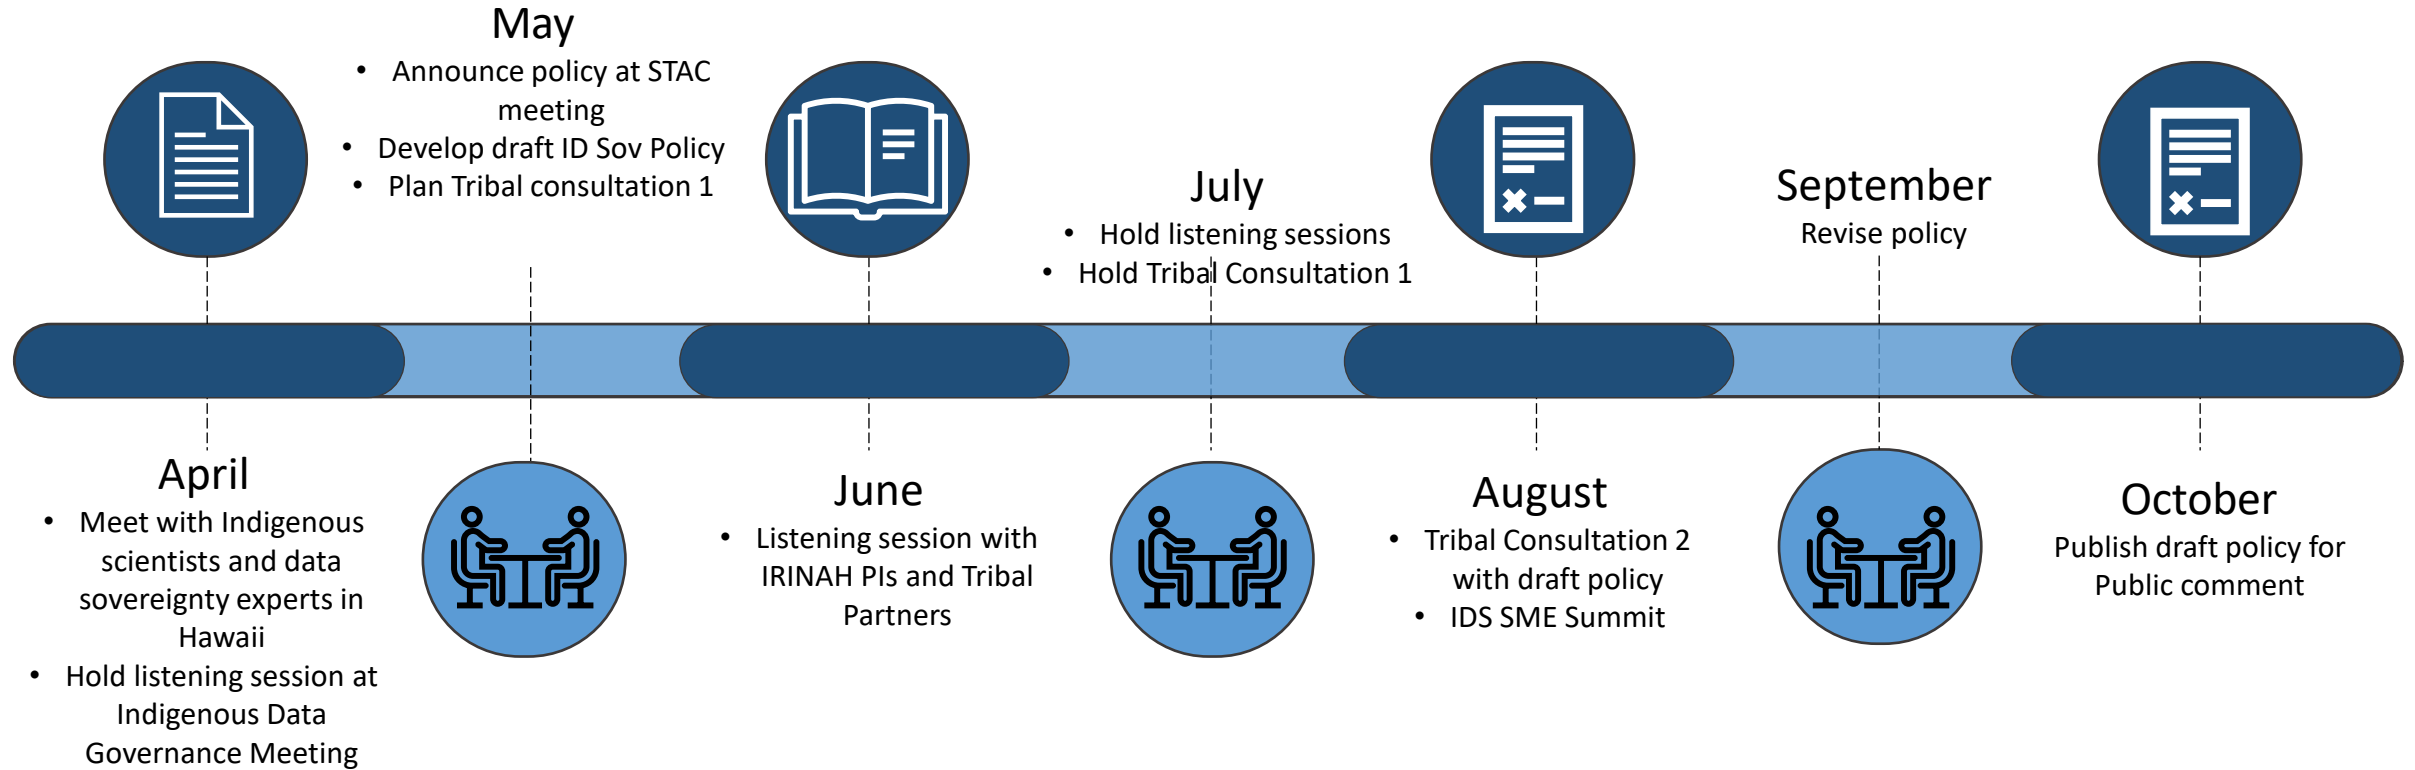 April
• Meet with Indigenous
scientists and data
sovereignty experts in
Hawaii
• Hold listening session at
Indigenous Data
Governance Meeting
May
• Announce policy at STAC
meeting
• Develop draft ID Sov Policy
• Plan Tribal consultation 1
June
• Listening session with
IRINAH PIs and Tribal
Partners
July
• Hold listening sessions
• Hold Tribal Consultation 1
August
• Tribal Consultation 2
with draft policy
• IDS SME Summit
September
Revise policy
October
Publish draft policy for
Public comment